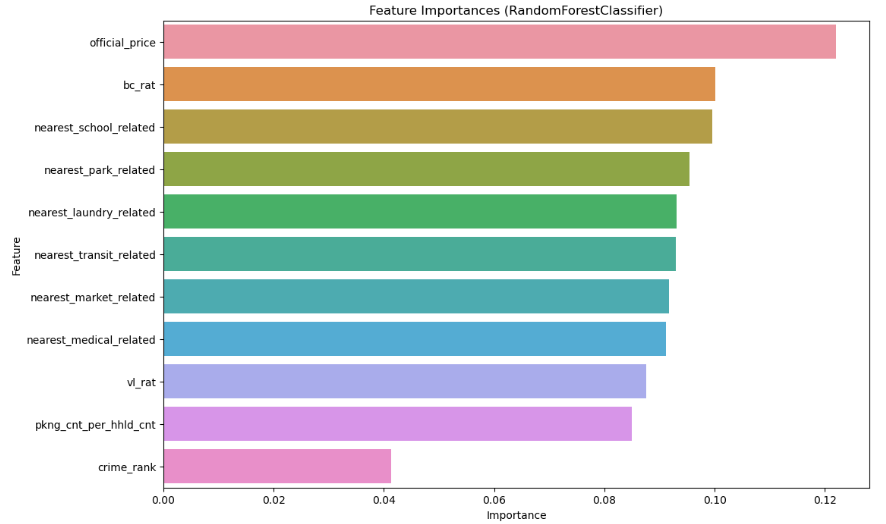 Feature Importances (RandomForestClassifier)
official_price
bc_rat
nearest_school_related
nearest_park_related
nearest_laundry_related
nearest_transit_related
nearest_market_related
nearest_medical_related
vl_rat
pkng_cnt_per_hhld_cnt
crime_rank
Feature
0.00 0.02 0.04 0.06 0.08 0.10 0.12
Importance